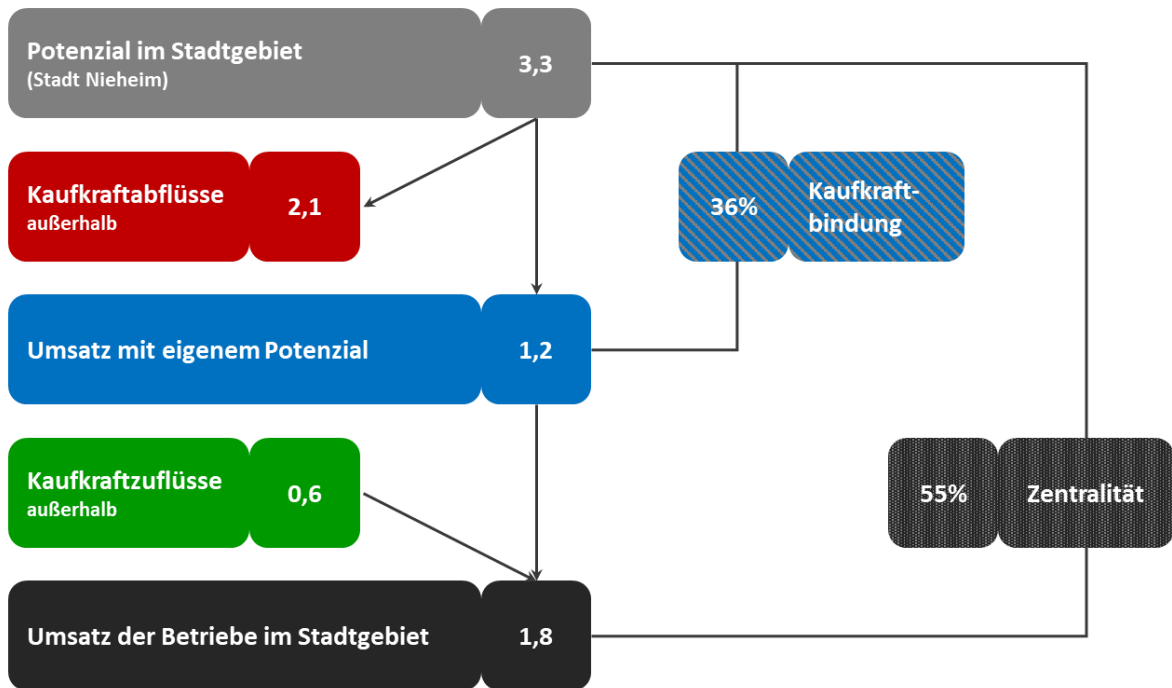 Potenzial im Stadtgebiet
(Stadt Nieheim)
3,3
Kaufkraftabflüsse
außerhalb
2,1
36%
Kaufkraft-
bindung
Umsatz mit eigenem Potenzial
1,2
Kaufkraftzuflüsse
außerhalb
0,6
55%
Zentralität
Umsatz der Betriebe im Stadtgebiet
1,8